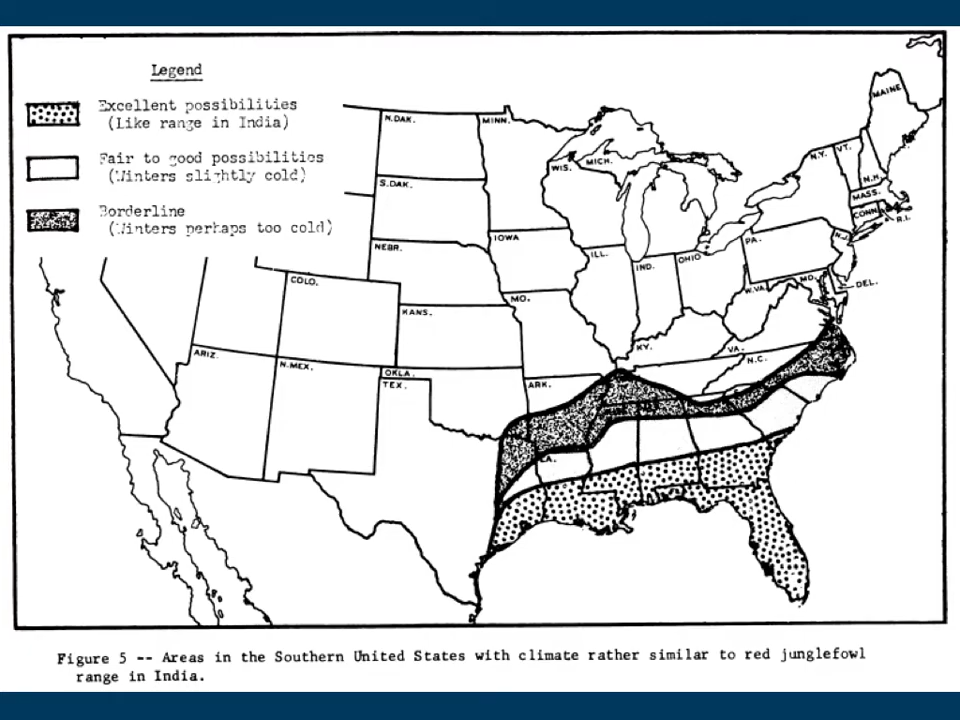 Legend
Excellent possibilities
(Like range in India)
Fair to good possibilities
(Winters slightly cold)
Borderline
(Winters perhaps too cold)
N.DAK.
MINN.
S.DAK.
WIS.
MICH.
MAINE
N.Y.
VT.
N.H.
MASS.
CONN.
R.I.
NEBR.
IOWA
ILL.
IND.
OHIO
PA.
N.J.
MD.
DEL.
W.VA.
COLO.
KANS.
MO.
KY.
VA.
N.C.
ARIZ.
N.MEX.
OKLA.
TEX.
ARK.
LA.
Figure 5 -- Areas in the Southern United States with climate rather similar to red junglefowl
range in India.